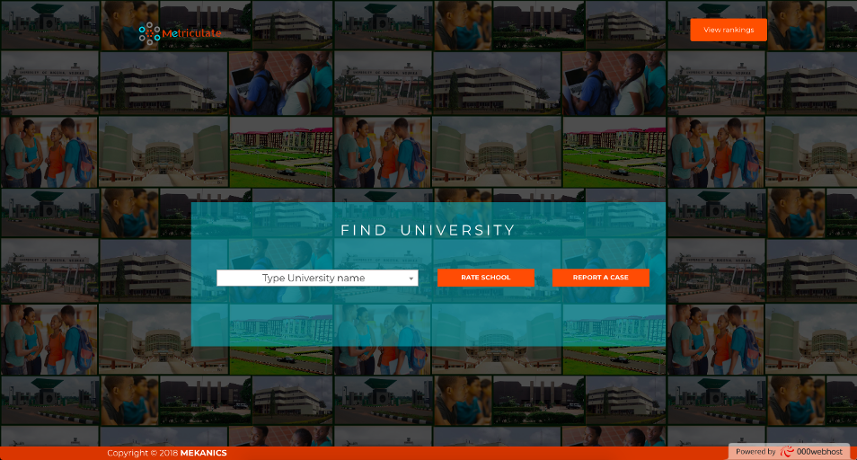 Metriculate
View rankings
FIND UNIVERSITY
Type University name
RATE SCHOOL
REPORT A CASE
Copyright © 2018 MEKANICS
Powered by 000webhost